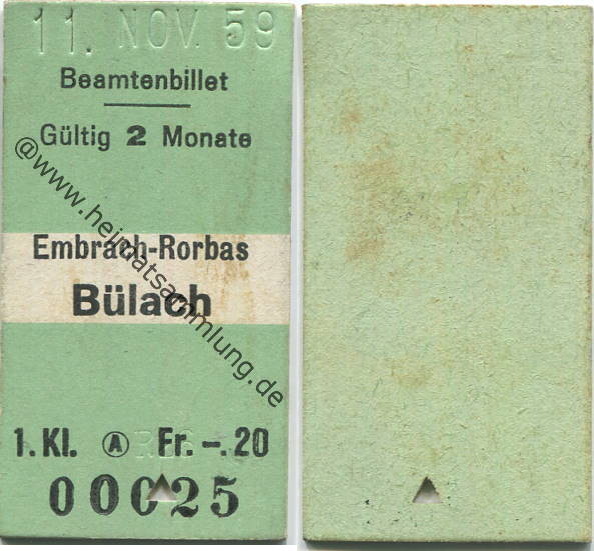 11. NOV. 59
Beamtenbillet
Gültig 2 Monate
@www.heimatsammlung.de
Embrach-Rorbas
Bülach
1. Kl. A Fr. -. 20
00025